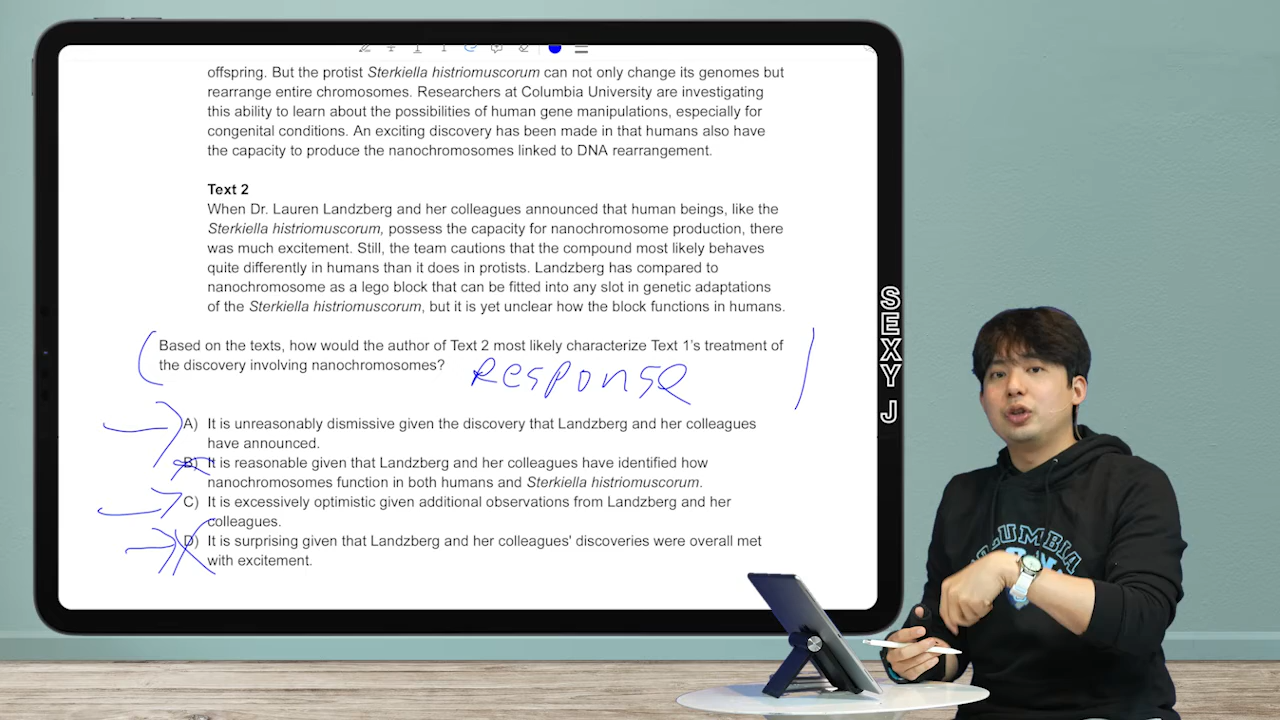 offspring. But the protist Sterkiella histriomuscorum can not only change its genomes but
rearrange entire chromosomes. Researchers at Columbia University are investigating
this ability to learn about the possibilities of human gene manipulations, especially for
congenital conditions. An exciting discovery has been made in that humans also have
the capacity to produce the nanochromosomes linked to DNA rearrangement.
Text 2
When Dr. Lauren Landzberg and her colleagues announced that human beings, like the
Sterkiella histriomuscorum, possess the capacity for nanochromosome production, there
was much excitement. Still, the team cautions that the compound most likely behaves
quite differently in humans than it does in protists. Landzberg has compared to
nanochromosome as a lego block that can be fitted into any slot in genetic adaptations
of the Sterkiella histriomuscorum, but it is yet unclear how the block functions in humans.
Based on the texts, how would the author of Text 2 most likely characterize Text 1's treatment of
the discovery involving nanochromosomes?
Response
A) It is unreasonably dismissive given the discovery that Landzberg and her colleagues
have announced.
B) It is reasonable given that Landzberg and her colleagues have identified how
nanochromosomes function in both humans and Sterkiella histriomuscorum.
C) It is excessively optimistic given additional observations from Landzberg and her
colleagues.
D) It is surprising given that Landzberg and her colleagues' discoveries were overall met
with excitement.
SEXY J
COLUMBIA